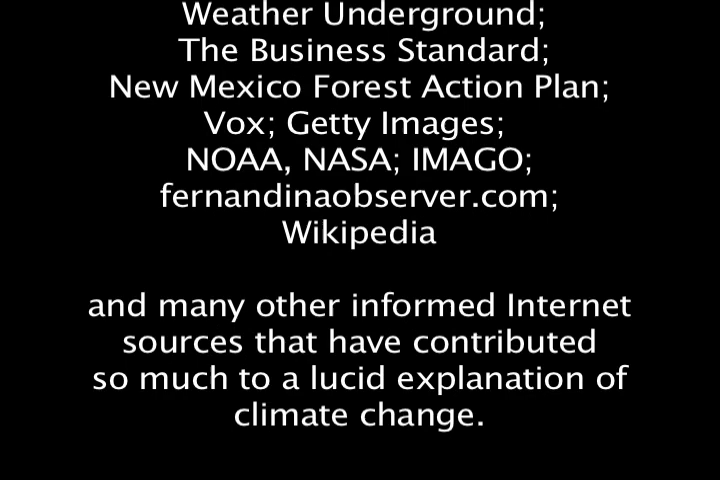 Weather Underground;
The Business Standard;
New Mexico Forest Action Plan;
Vox; Getty Images;
NOAA, NASA; IMAGO;
fernandinaobserver.com;
Wikipedia
and many other informed Internet
sources that have contributed
so much to a lucid explanation of
climate change.